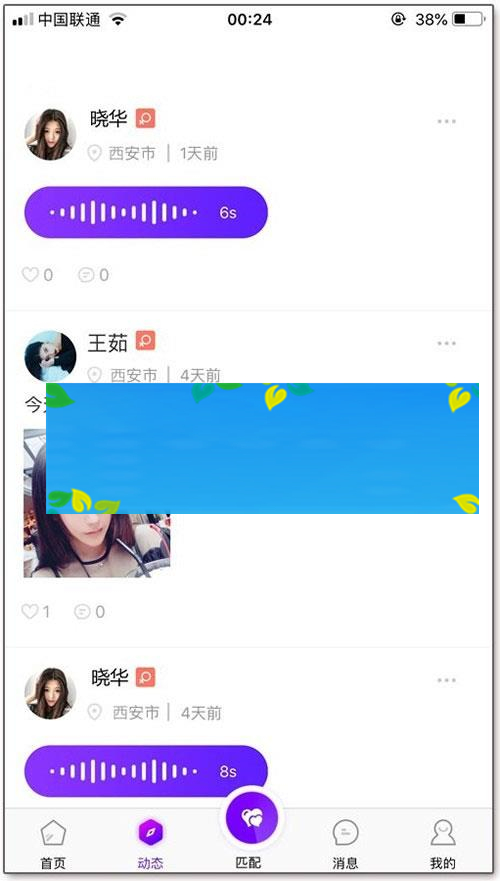 中国联通 00:24 38%
晓华
西安市 | 1天前
6s
0 0
王茹
西安市 | 4天前
今
1 0
晓华
西安市 | 4天前
8s
首页 动态 匹配 消息 我的